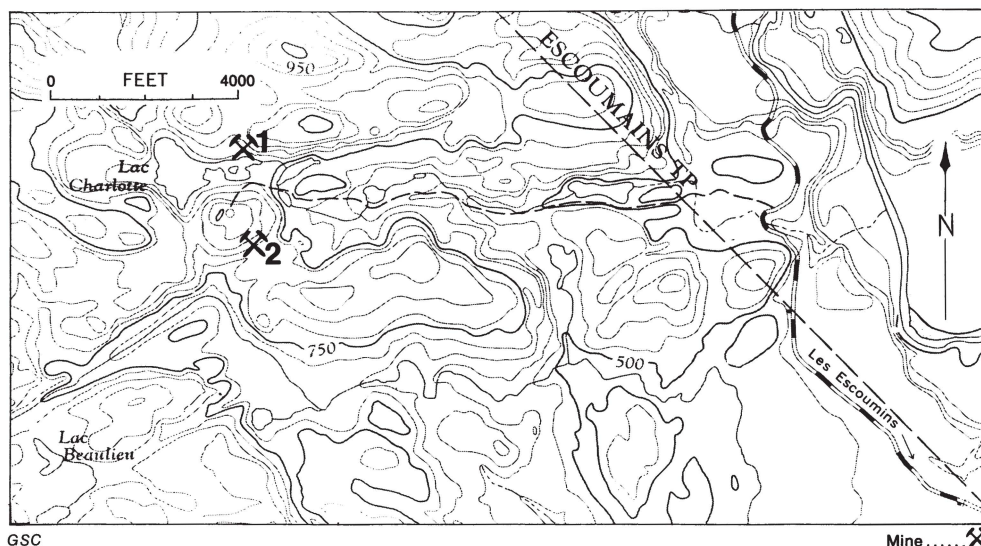 950
0 FEET 4000
ESCOUMAINS TP
1
Lac
Charlotte
2
N
750
500
Les Escoumins
Lac
Beaulieu
GSC
Mine......